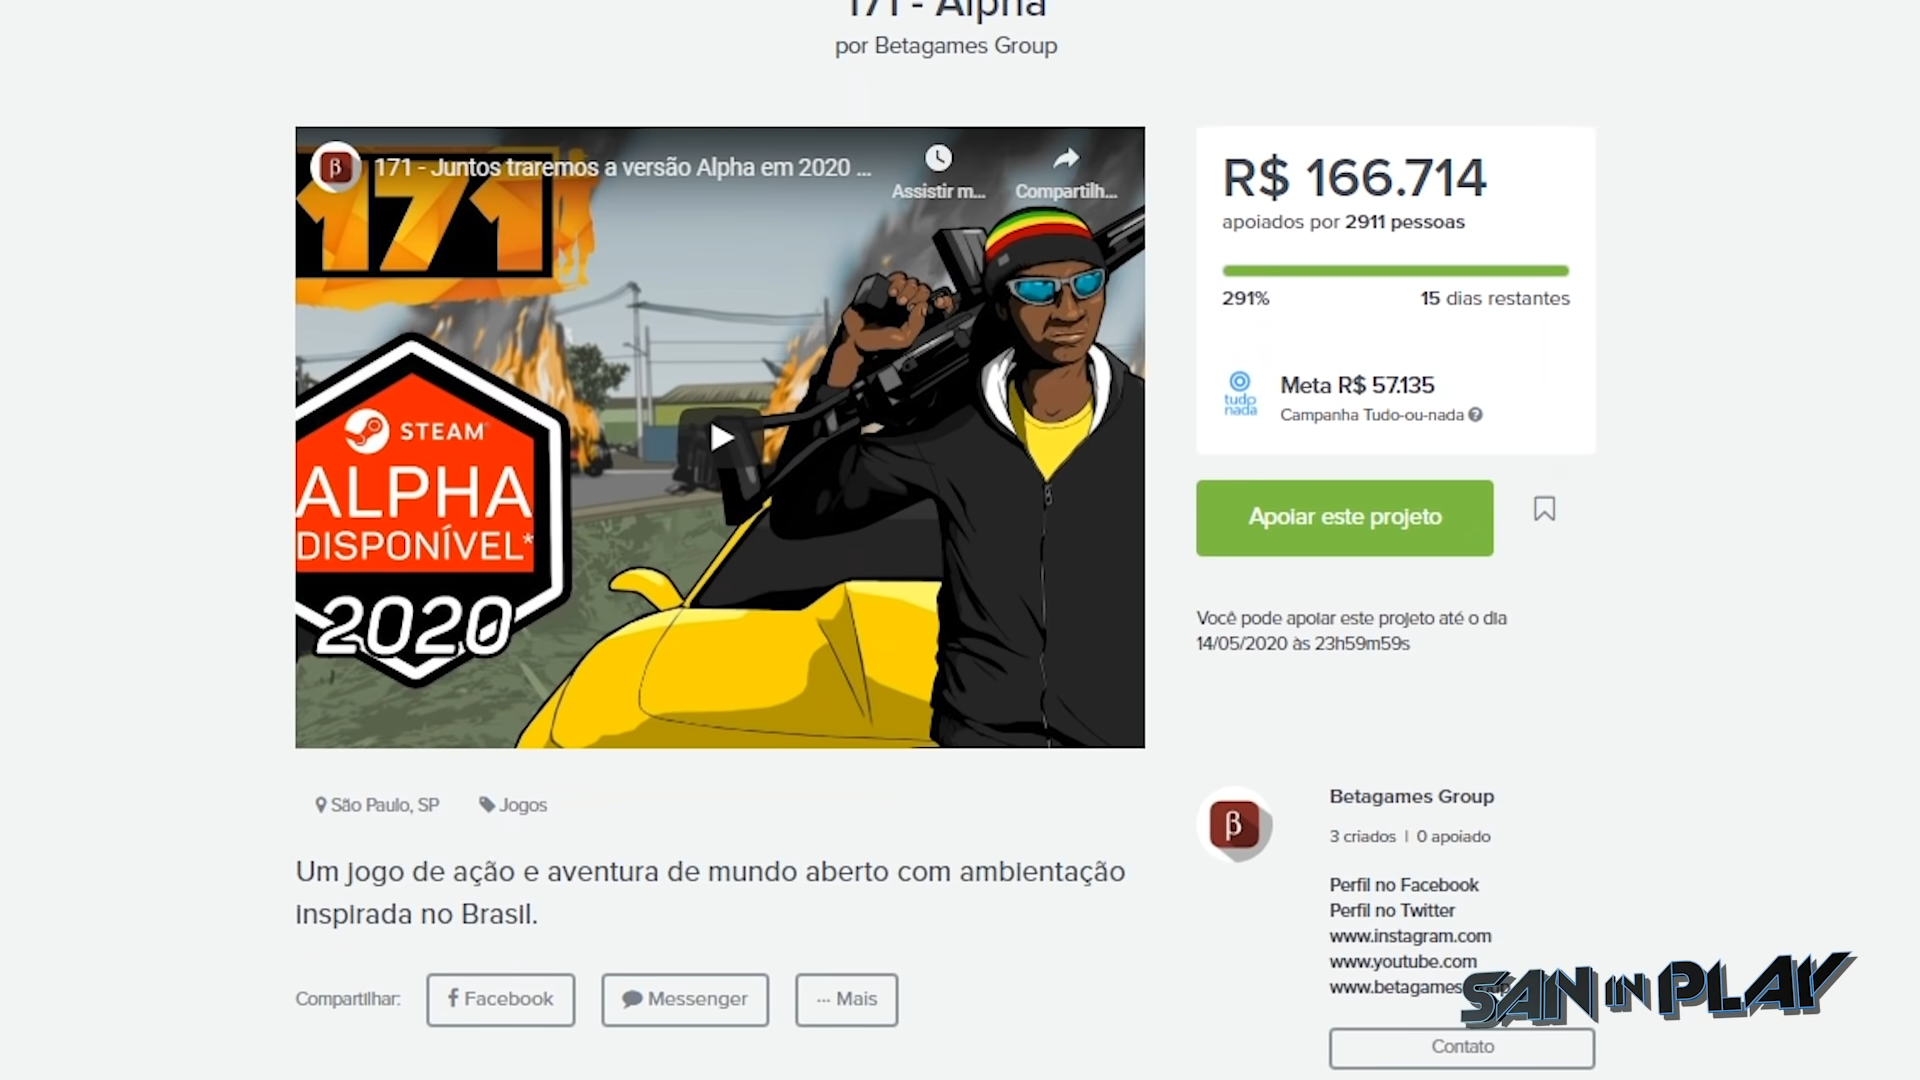 171 - Alpha
por Betagames Group
β 171 - Juntos traremos a versão Alpha em 2020 ...
Assistir m...
Compartilh...
171
STEAM
ALPHA
DISPONÍVEL*
2020
R$ 166.714
apoiados por 2911 pessoas
291%
15 dias restantes
tudo
nada
Meta R$ 57.135
Campanha Tudo-ou-nada ?
Apoiar este projeto
Você pode apoiar este projeto até o dia
14/05/2020 às 23h59m59s
São Paulo, SP
Jogos
Um jogo de ação e aventura de mundo aberto com ambientação
inspirada no Brasil.
Compartilhar:
Facebook
Messenger
... Mais
β
Betagames Group
3 criados | 0 apoiado
Perfil no Facebook
Perfil no Twitter
www.instagram.com
www.youtube.com
SAN IN PLAY
Contato